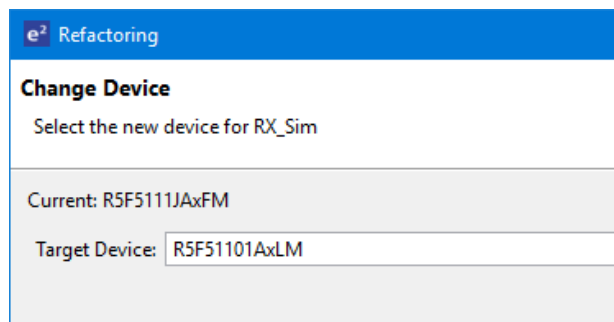 e² Refactoring
Change Device
Select the new device for RX_Sim
Current: R5F5111JAxFM
Target Device: R5F51101AxLM